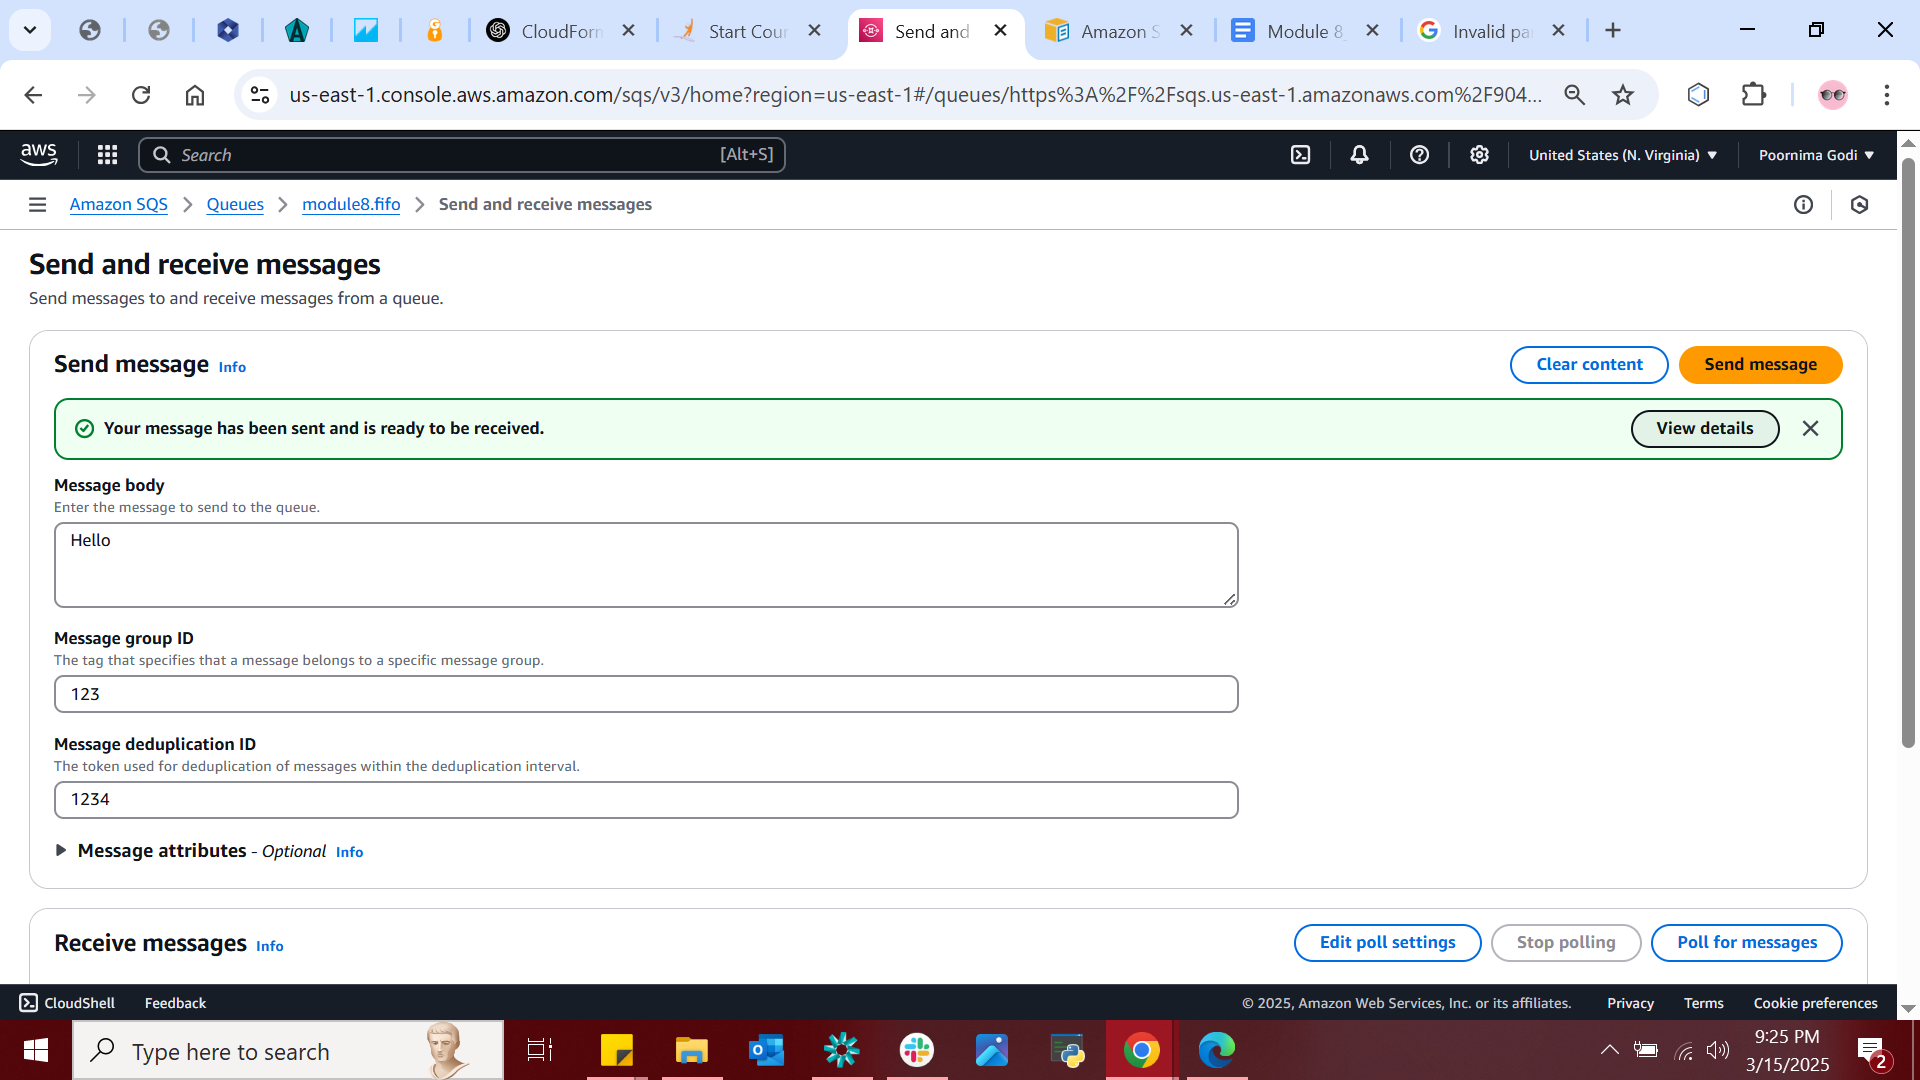 CloudForn
Start Cour
Send and
Amazon S
Module 8_
Invalid pa
us-east-1.console.aws.amazon.com/sqs/v3/home?region=us-east-1#/queues/https%3A%2F%2Fsqs.us-east-1.amazonaws.com%2F904...
aws
Search
[Alt+S]
United States (N. Virginia)
Poornima Godi
Amazon SQS
Queues
module8.fifo
Send and receive messages
Send and receive messages
Send messages to and receive messages from a queue.
Send message Info
Clear content
Send message
Your message has been sent and is ready to be received.
View details
Message body
Enter the message to send to the queue.
Hello
Message group ID
The tag that specifies that a message belongs to a specific message group.
123
Message deduplication ID
The token used for deduplication of messages within the deduplication interval.
1234
Message attributes - Optional Info
Receive messages Info
Edit poll settings
Stop polling
Poll for messages
CloudShell
Feedback
© 2025, Amazon Web Services, Inc. or its affiliates.
Privacy
Terms
Cookie preferences
Type here to search
9:25 PM
3/15/2025
2